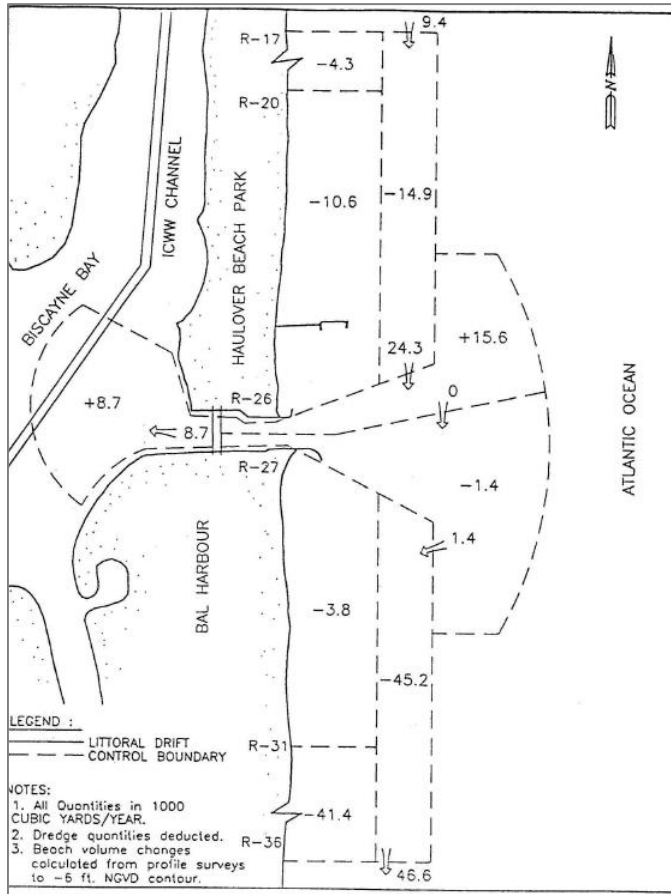 9.4
R-17
-4.3
N
R-20
ICWW CHANNEL
HAULOVER BEACH PARK
-10.6
-14.9
BISCAYNE BAY
+15.6
24.3
0
+8.7
R-26
8.7
R-27
ATLANTIC OCEAN
-1.4
1.4
BAL HARBOUR
-3.8
-45.2
LEGEND :
LITTORAL DRIFT
CONTROL BOUNDARY
R-31
NOTES:
1. All Quantities in 1000
CUBIC YARDS/YEAR.
2. Dredge quantities deducted.
3. Beach volume changes
calculated from profile surveys
to -6 ft. NGVD contour.
-41.4
R-36
46.6